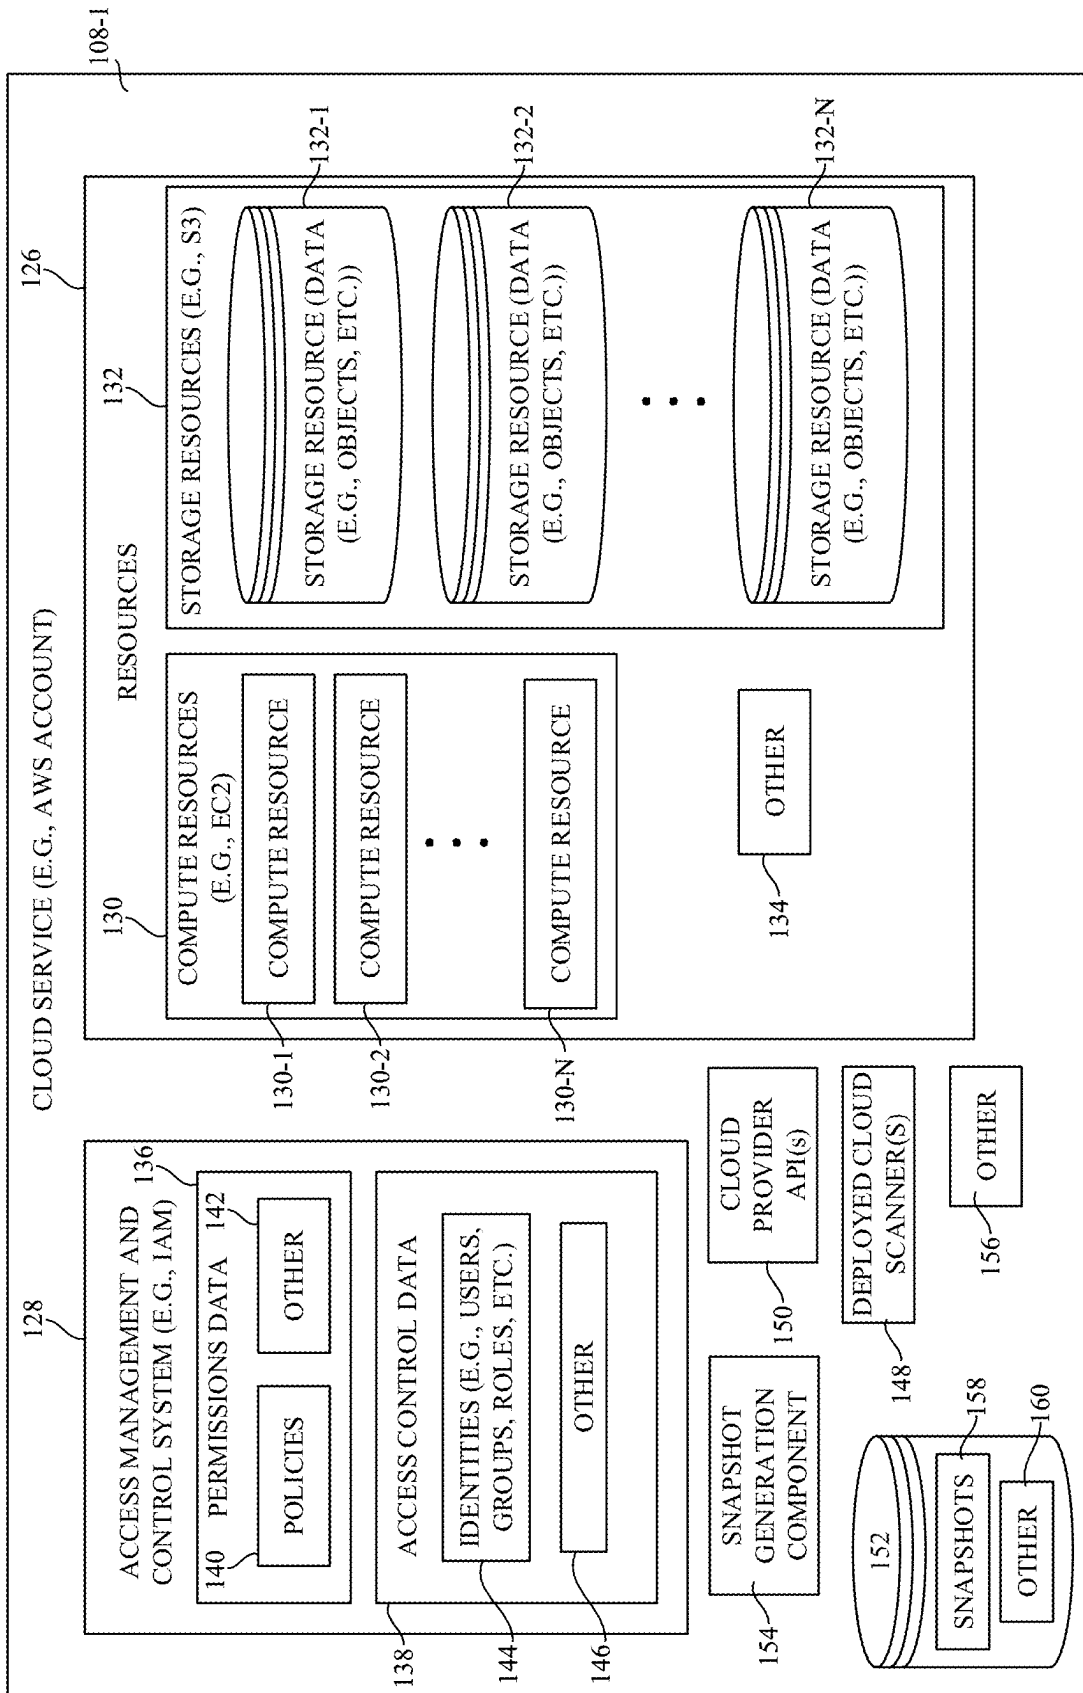 CLOUD SERVICE (E.G., AWS ACCOUNT)
108-1
128
ACCESS MANAGEMENT AND
CONTROL SYSTEM (E.G., IAM)
136
140
PERMISSIONS DATA
142
POLICIES
OTHER
138
ACCESS CONTROL DATA
144
IDENTITIES (E.G., USERS,
GROUPS, ROLES, ETC.)
146
OTHER
126
RESOURCES
130
COMPUTE RESOURCES
(E.G., EC2)
130-1
COMPUTE RESOURCE
130-2
COMPUTE RESOURCE
130-N
COMPUTE RESOURCE
132
STORAGE RESOURCES (E.G., S3)
STORAGE RESOURCE (DATA
(E.G., OBJECTS, ETC.))
132-1
STORAGE RESOURCE (DATA
(E.G., OBJECTS, ETC.))
132-2
STORAGE RESOURCE (DATA
(E.G., OBJECTS, ETC.))
132-N
OTHER
134
SNAPSHOT
GENERATION
COMPONENT
154
CLOUD
PROVIDER
API(s)
150
DEPLOYED CLOUD
SCANNER(S)
148
152
SNAPSHOTS
158
OTHER
160
OTHER
156